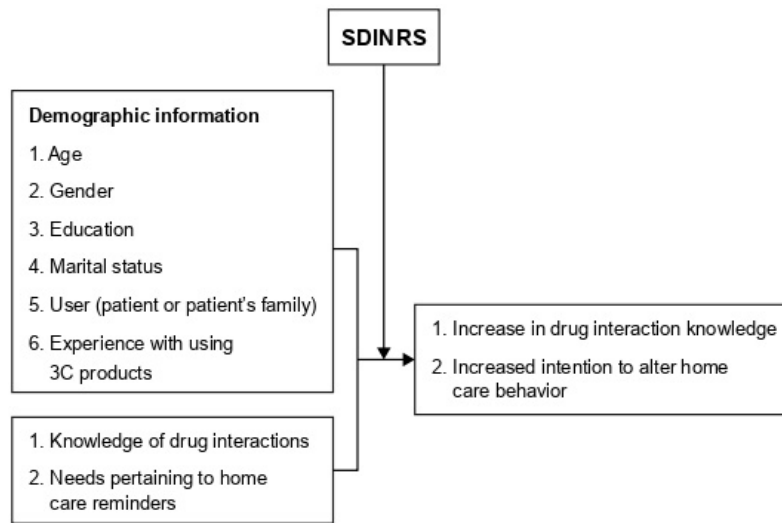 SDINRS
Demographic information
1. Age
2. Gender
3. Education
4. Marital status
5. User (patient or patient's family)
6. Experience with using
3C products
1. Knowledge of drug interactions
2. Needs pertaining to home
care reminders
1. Increase in drug interaction knowledge
2. Increased intention to alter home
care behavior